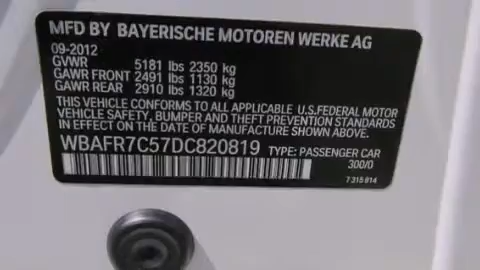 MFD BY BAYERISCHE MOTOREN WERKE AG
09-2012
GVWR 5181 lbs 2350 kg
GAWR FRONT 2491 lbs 1130 kg
GAWR REAR 2910 lbs 1320 kg
THIS VEHICLE CONFORMS TO ALL APPLICABLE U.S.FEDERAL MOTOR
VEHICLE SAFETY, BUMPER AND THEFT PREVENTION STANDARDS
IN EFFECT ON THE DATE OF MANUFACTURE SHOWN ABOVE.
WBAFR7C57DC820819 TYPE: PASSENGER CAR
300/0
7 315 814